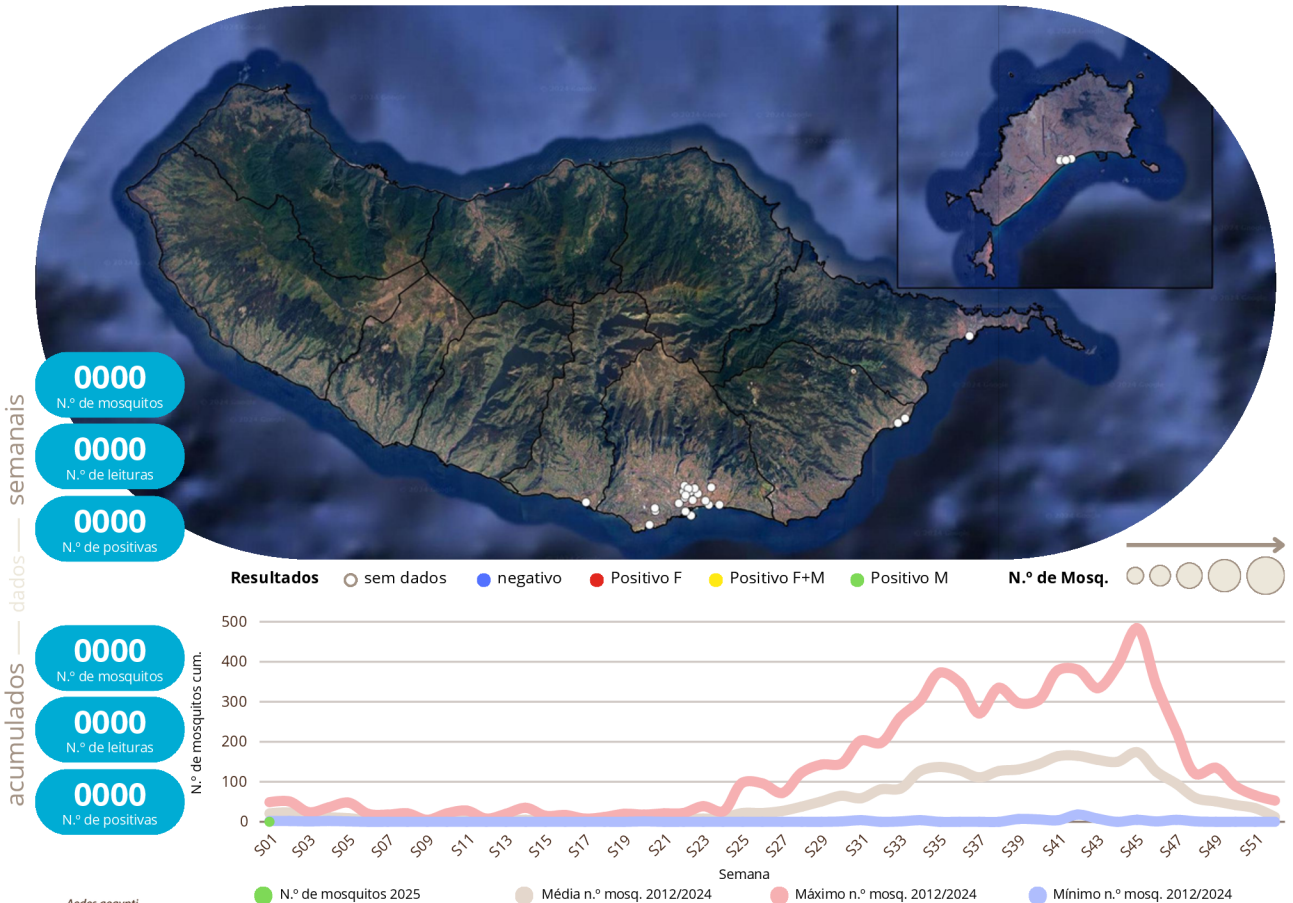 semanais
dados
acumulados
0000
N.º de mosquitos
0000
N.º de leituras
0000
N.º de positivas
Resultados
sem dados
negativo
Positivo F
Positivo F+M
Positivo M
N.º de Mosq.
0000
N.º de mosquitos
0000
N.º de leituras
0000
N.º de positivas
N.º de mosquitos cum.
500
400
300
200
100
0
S01 S03 S05 S07 S09 S11 S13 S15 S17 S19 S21 S23 S25 S27 S29 S31 S33 S35 S37 S39 S41 S43 S45 S47 S49 S51
Semana
N.º de mosquitos 2025
Média n.º mosq. 2012/2024
Máximo n.º mosq. 2012/2024
Mínimo n.º mosq. 2012/2024